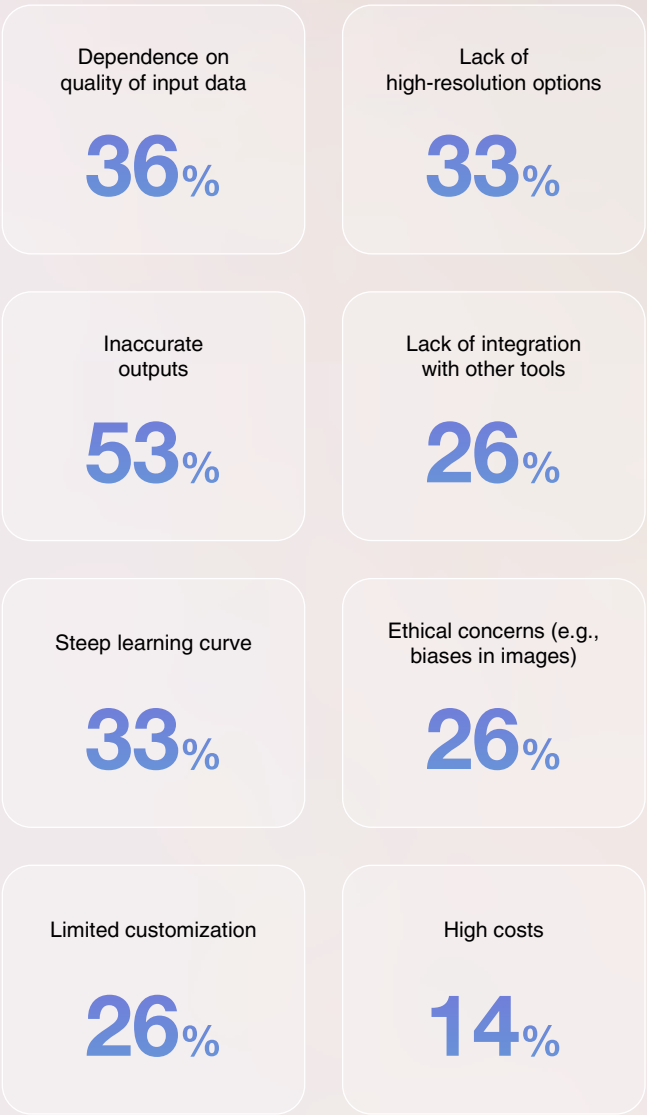 Dependence on
quality of input data
36%
Lack of
high-resolution options
33%
Inaccurate
outputs
53%
Lack of integration
with other tools
26%
Steep learning curve
33%
Ethical concerns (e.g.,
biases in images)
26%
Limited customization
26%
High costs
14%